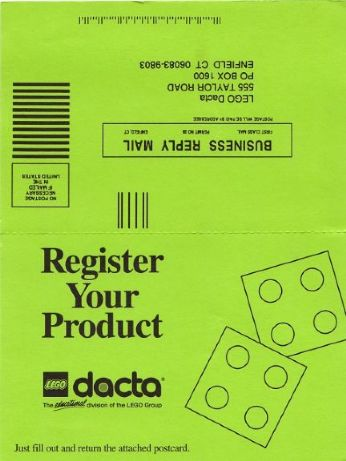 LEGO Dacta
555 TAYLOR ROAD
PO BOX 1600
ENFIELD CT 06083-9803
POSTAGE WILL BE PAID BY ADDRESSEE
BUSINESS REPLY MAIL
FIRST CLASS MAIL PERMIT NO 38 ENFIELD, CT
NO POSTAGE
NECESSARY
IF MAILED
IN THE
UNITED STATES
Register
Your
Product
LEGO dacta®
The educational division of the LEGO Group
Just fill out and return the attached postcard.